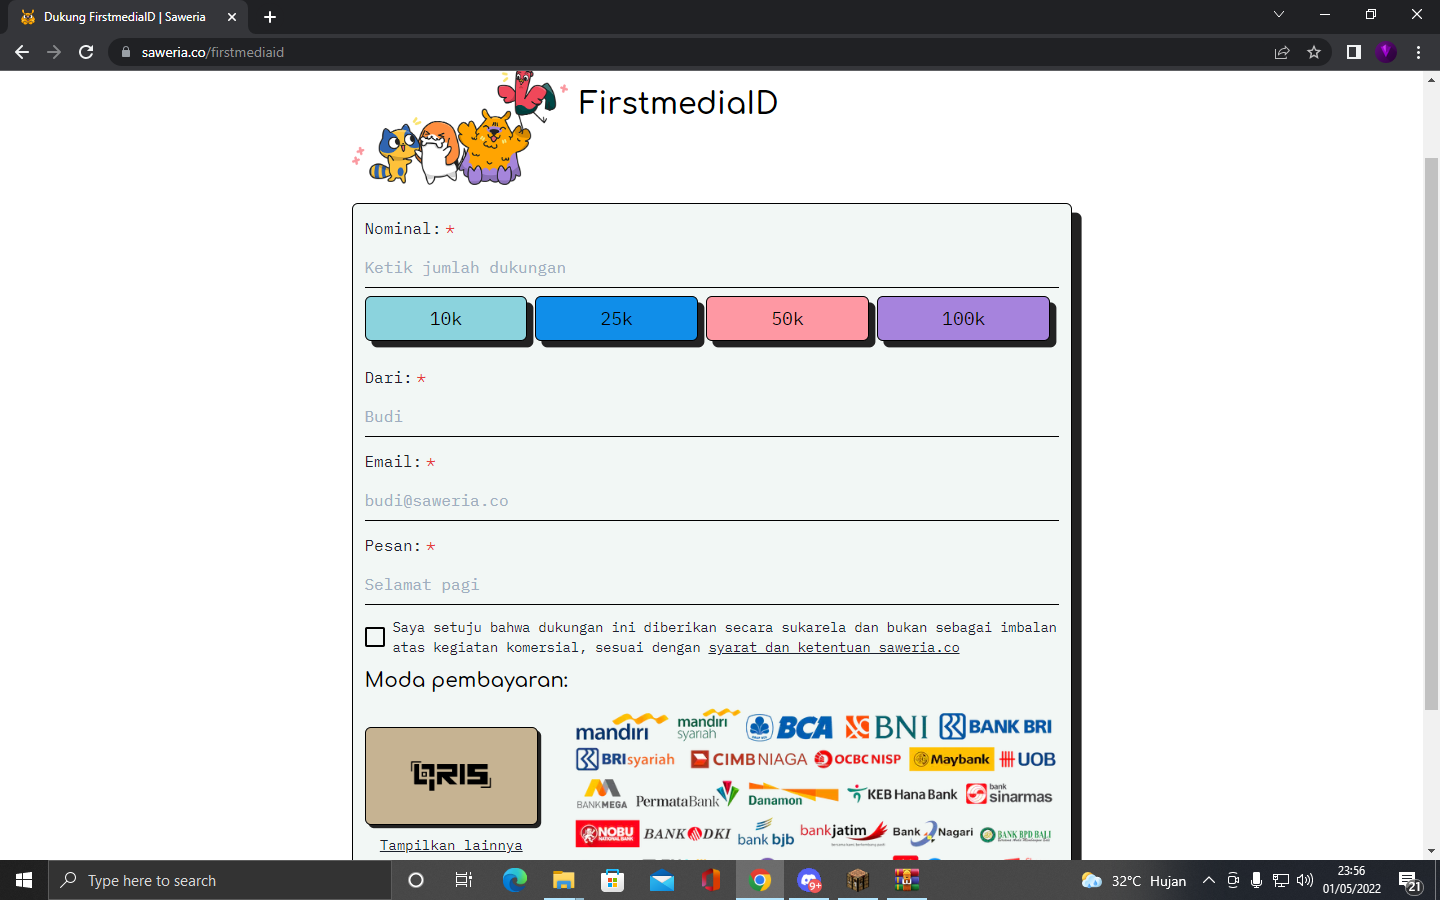 Dukung FirstmediaID | Saweria
saweria.co/firstmediaid
FirstmediaID
Nominal: *
Ketik jumlah dukungan
10k 25k 50k 100k
Dari: *
Budi
Email: *
budi@saweria.co
Pesan: *
Selamat pagi
Saya setuju bahwa dukungan ini diberikan secara sukarela dan bukan sebagai imbalan
atas kegiatan komersial, sesuai dengan syarat dan ketentuan saweria.co
Moda pembayaran:
QRIS
Tampilkan lainnya
mandiri mandiri syariah BCA BNI BANK BRI
BRIsyariah CIMB NIAGA OCBC NISP Maybank UOB
BANK MEGA PermataBank Danamon KEB Hana Bank bank sinarmas
NOBU NATIONAL BANK BANK DKI bank bjb bankjatim Bank Nagari BANK BPD BALI
Type here to search
9+
32°C Hujan
23:56
01/05/2022
21